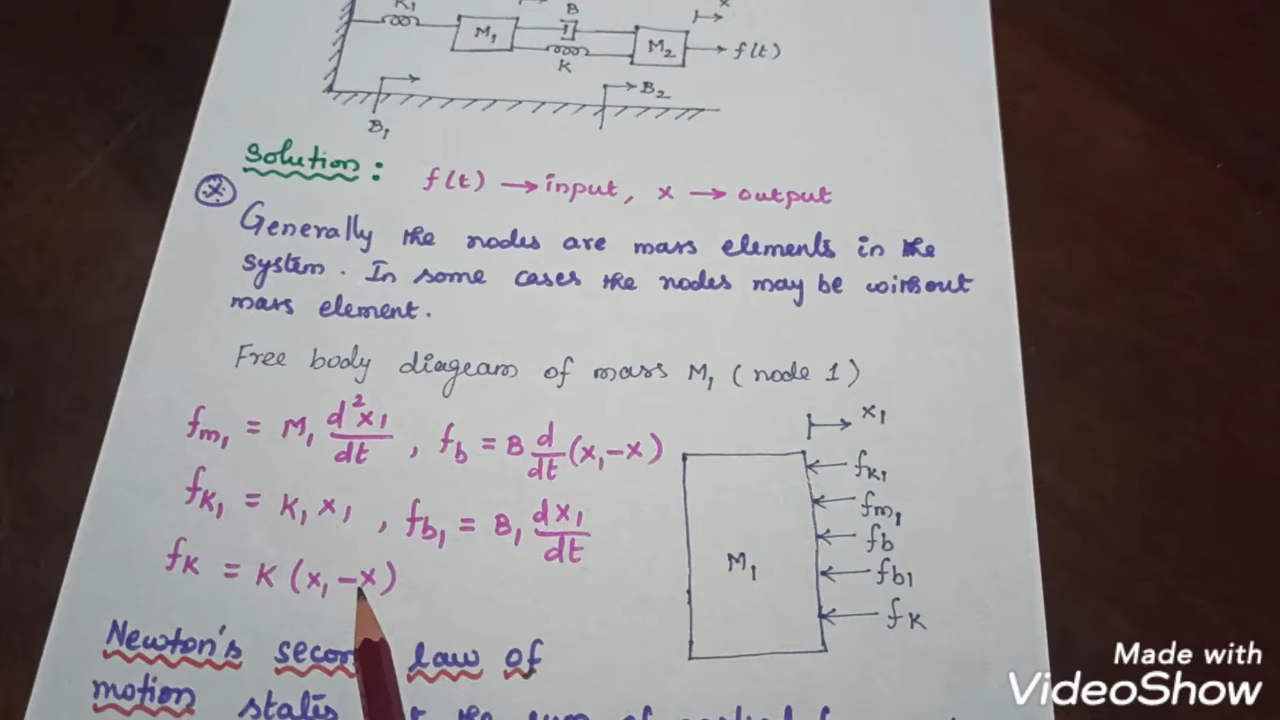 K₁ B x
M₁ M₂ f(t)
K
B₁ B₂
Solution:
f(t) → input, x → output
Generally the nodes are mass elements in the
system. In some cases the nodes may be without
mass element.
Free body diagram of mass M₁ (node 1)
fm₁ = M₁ d²x₁/dt, fb = B d/dt (x₁-x)
fK₁ = K₁ x₁, fb₁ = B₁ dx₁/dt
fK = K (x₁-x)
x₁
fK₁
fm₁
fb
M₁
fb₁
fK
Newton's law of
motion states the sum of
Made with
VideoShow